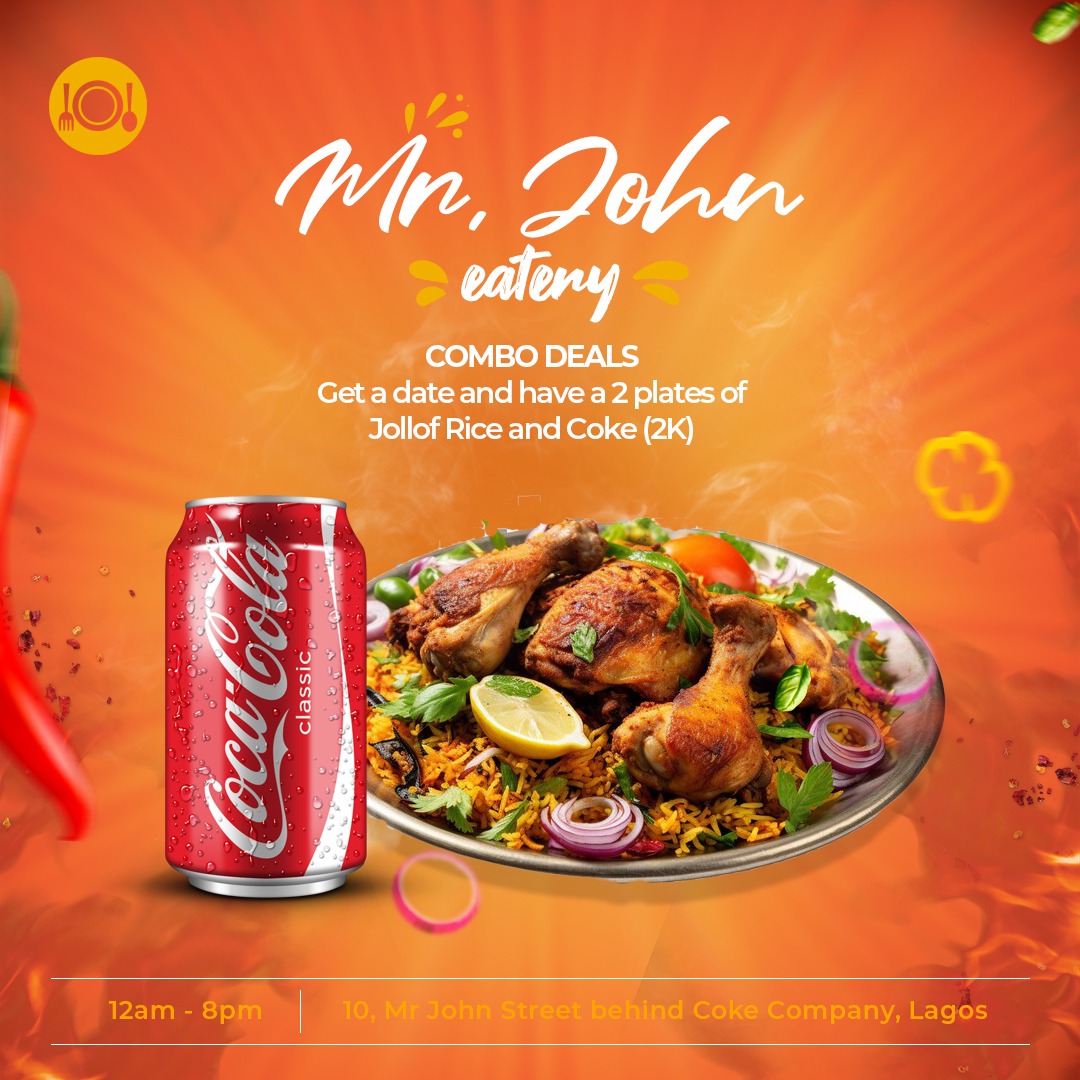 Mr. John
eatery
COMBO DEALS
Get a date and have a 2 plates of
Jollof Rice and Coke (2K)
Coca-Cola
classic
12am - 8pm
10, Mr John Street behind Coke Company, Lagos